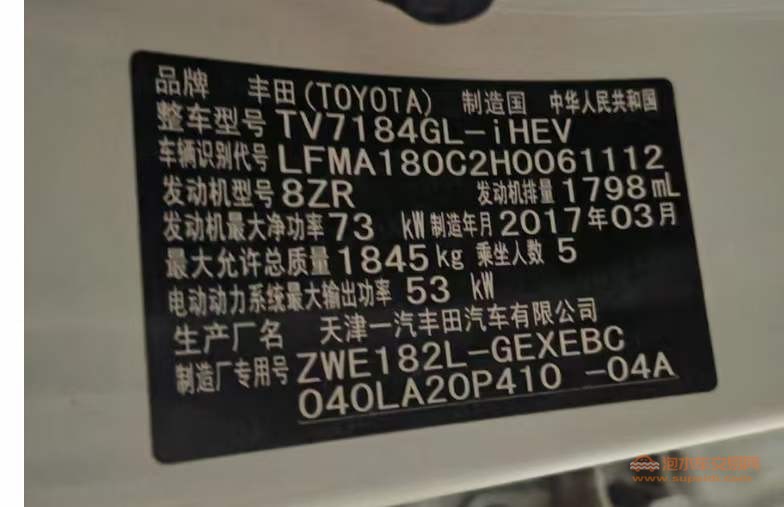 品牌 丰田(TOYOTA) 制造国 中华人民共和国
整车型号 TV7184GL-iHEV
车辆识别代号 LFMA180C2H0061112
发动机型号 8ZR 发动机排量 1798 mL
发动机最大净功率 73 kW 制造年月 2017年03月
最大允许总质量 1845 kg 乘坐人数 5
电动动力系统最大输出功率 53 kW
生产厂名 天津一汽丰田汽车有限公司
制造厂专用号 ZWE182L-GEXEBC
040LA20P410 -04A